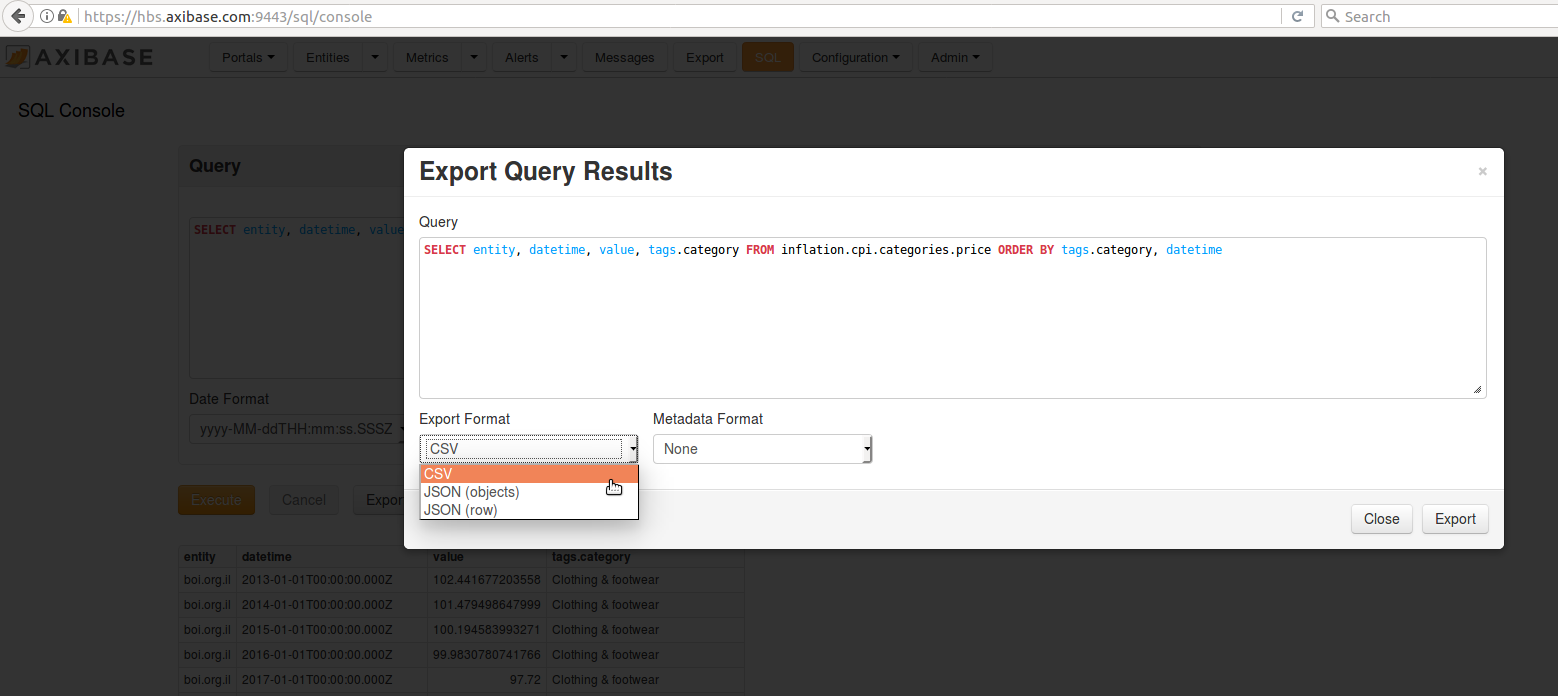 https://hbs.axibase.com:9443/sql/console
Search
AXIBASE
Portals
Entities
Metrics
Alerts
Messages
Export
SQL
Configuration
Admin
SQL Console
Query
SELECT entity, datetime, value
Date Format
yyyy-MM-ddTHH:mm:ss.SSSZ
Execute
Cancel
Expor
Export Query Results
×
Query
SELECT entity, datetime, value, tags.category FROM inflation.cpi.categories.price ORDER BY tags.category, datetime
Export Format
Metadata Format
CSV
None
CSV
JSON (objects)
JSON (row)
Close
Export
entity datetime value tags.category
boi.org.il 2013-01-01T00:00:00.000Z 102.441677203558 Clothing & footwear
boi.org.il 2014-01-01T00:00:00.000Z 101.479498647999 Clothing & footwear
boi.org.il 2015-01-01T00:00:00.000Z 100.194583993271 Clothing & footwear
boi.org.il 2016-01-01T00:00:00.000Z 99.9830780741766 Clothing & footwear
boi.org.il 2017-01-01T00:00:00.000Z 97.72 Clothing & footwear